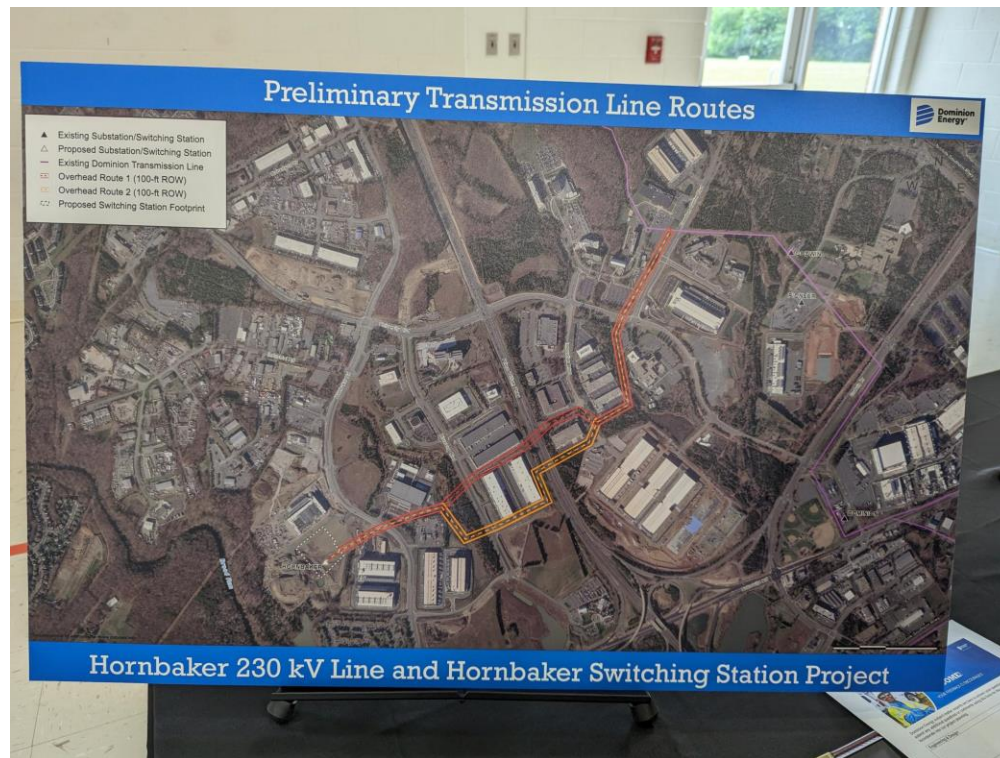 Preliminary Transmission Line Routes
Dominion
Energy®
Existing Substation/Switching Station
Proposed Substation/Switching Station
Existing Dominion Transmission Line
Overhead Route 1 (100-ft ROW)
Overhead Route 2 (100-ft ROW)
Proposed Switching Station Footprint
E
HORNBAKER
Hornbaker 230 kV Line and Hornbaker Switching Station Project